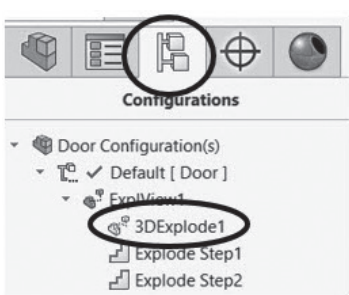 Configurations
Door Configuration(s)
Default [ Door ]
ExplView1
3DExplode1
Explode Step1
Explode Step2